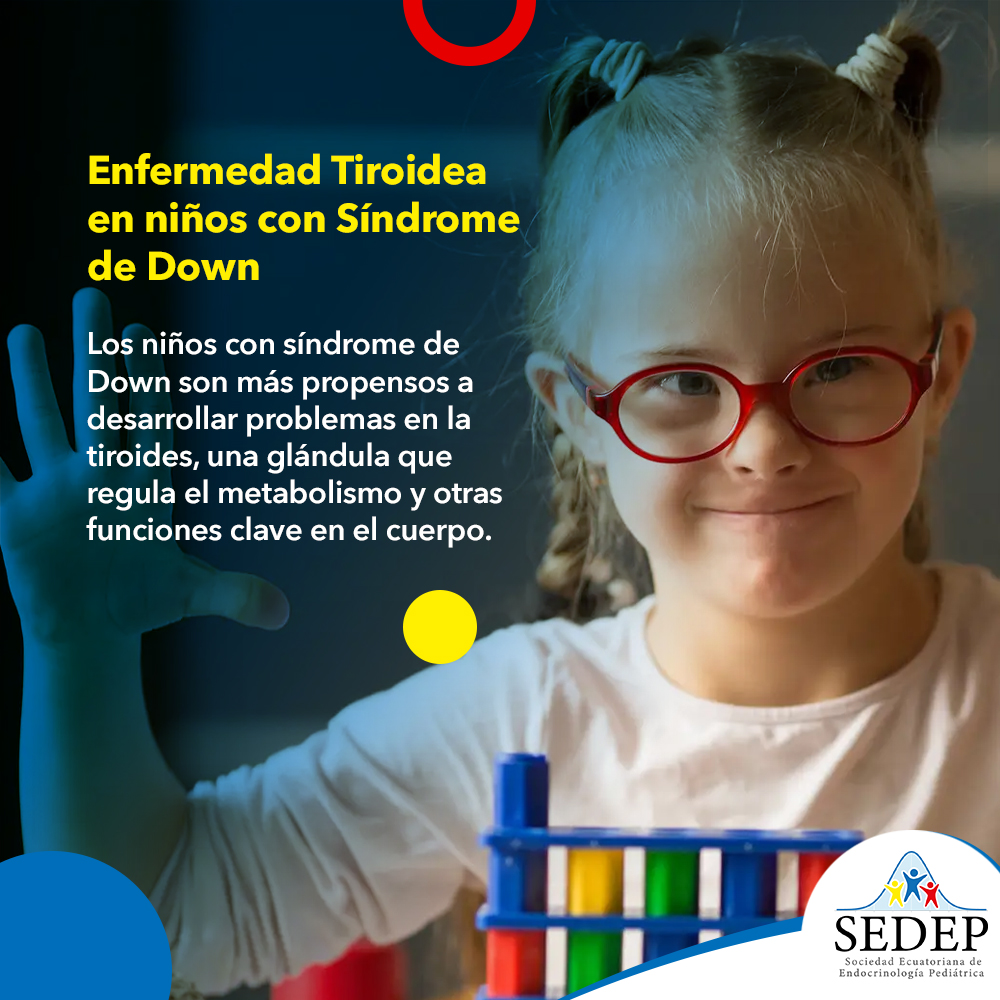 Enfermedad Tiroidea
en niños con Síndrome
de Down
Los niños con síndrome de
Down son más propensos a
desarrollar problemas en la
tiroides, una glándula que
regula el metabolismo y otras
funciones clave en el cuerpo.
SEDEP
Sociedad Ecuatoriana de
Endocrinología Pediátrica